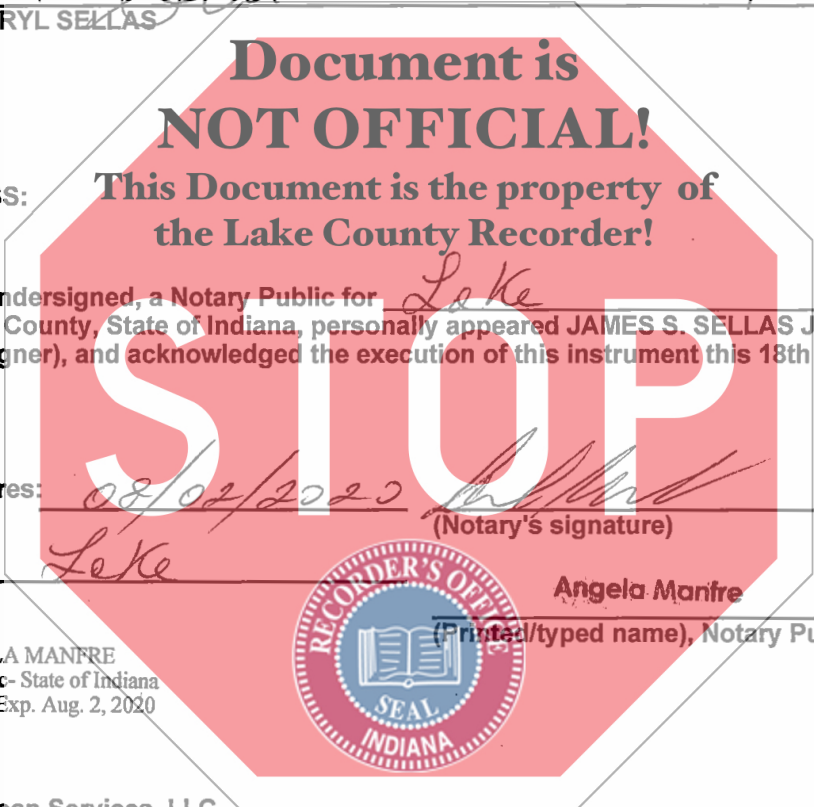 RYL SELLAS
Document is
NOT OFFICIAL!
This Document is the property of
the Lake County Recorder!
S:
ndersigned, a Notary Public for Lake
County, State of Indiana, personally appeared JAMES S. SELLAS J
gner), and acknowledged the execution of this instrument this 18th
STOP
res: 08/02/2020
(Notary's signature)
Lake
Angela Manfre
(Printed/typed name), Notary Pu
RECORDER'S OFFICE
SEAL
INDIANA
A MANFRE
c- State of Indiana
Exp. Aug. 2, 2020
oan Services, LLC